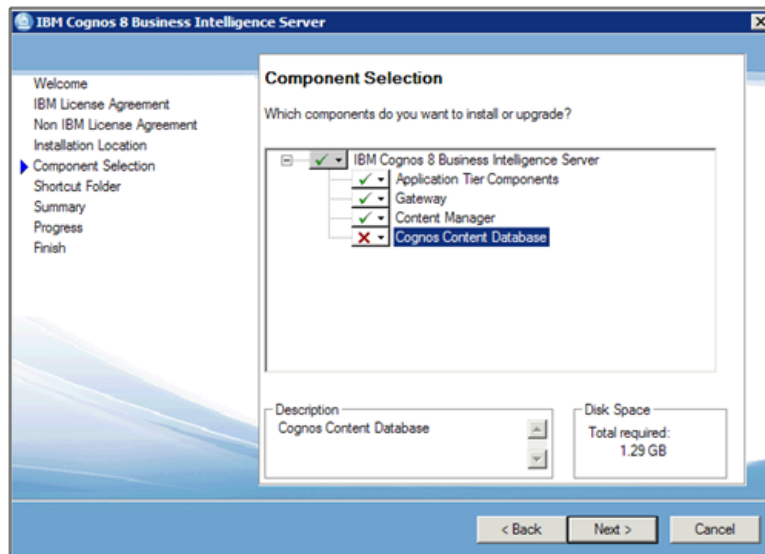 IBM Cognos 8 Business Intelligence Server
Welcome
IBM License Agreement
Non IBM License Agreement
Installation Location
Component Selection
Shortcut Folder
Summary
Progress
Finish
Component Selection
Which components do you want to install or upgrade?
IBM Cognos 8 Business Intelligence Server
Application Tier Components
Gateway
Content Manager
Cognos Content Database
Description
Cognos Content Database
Disk Space
Total required:
1.29 GB
< Back
Next >
Cancel